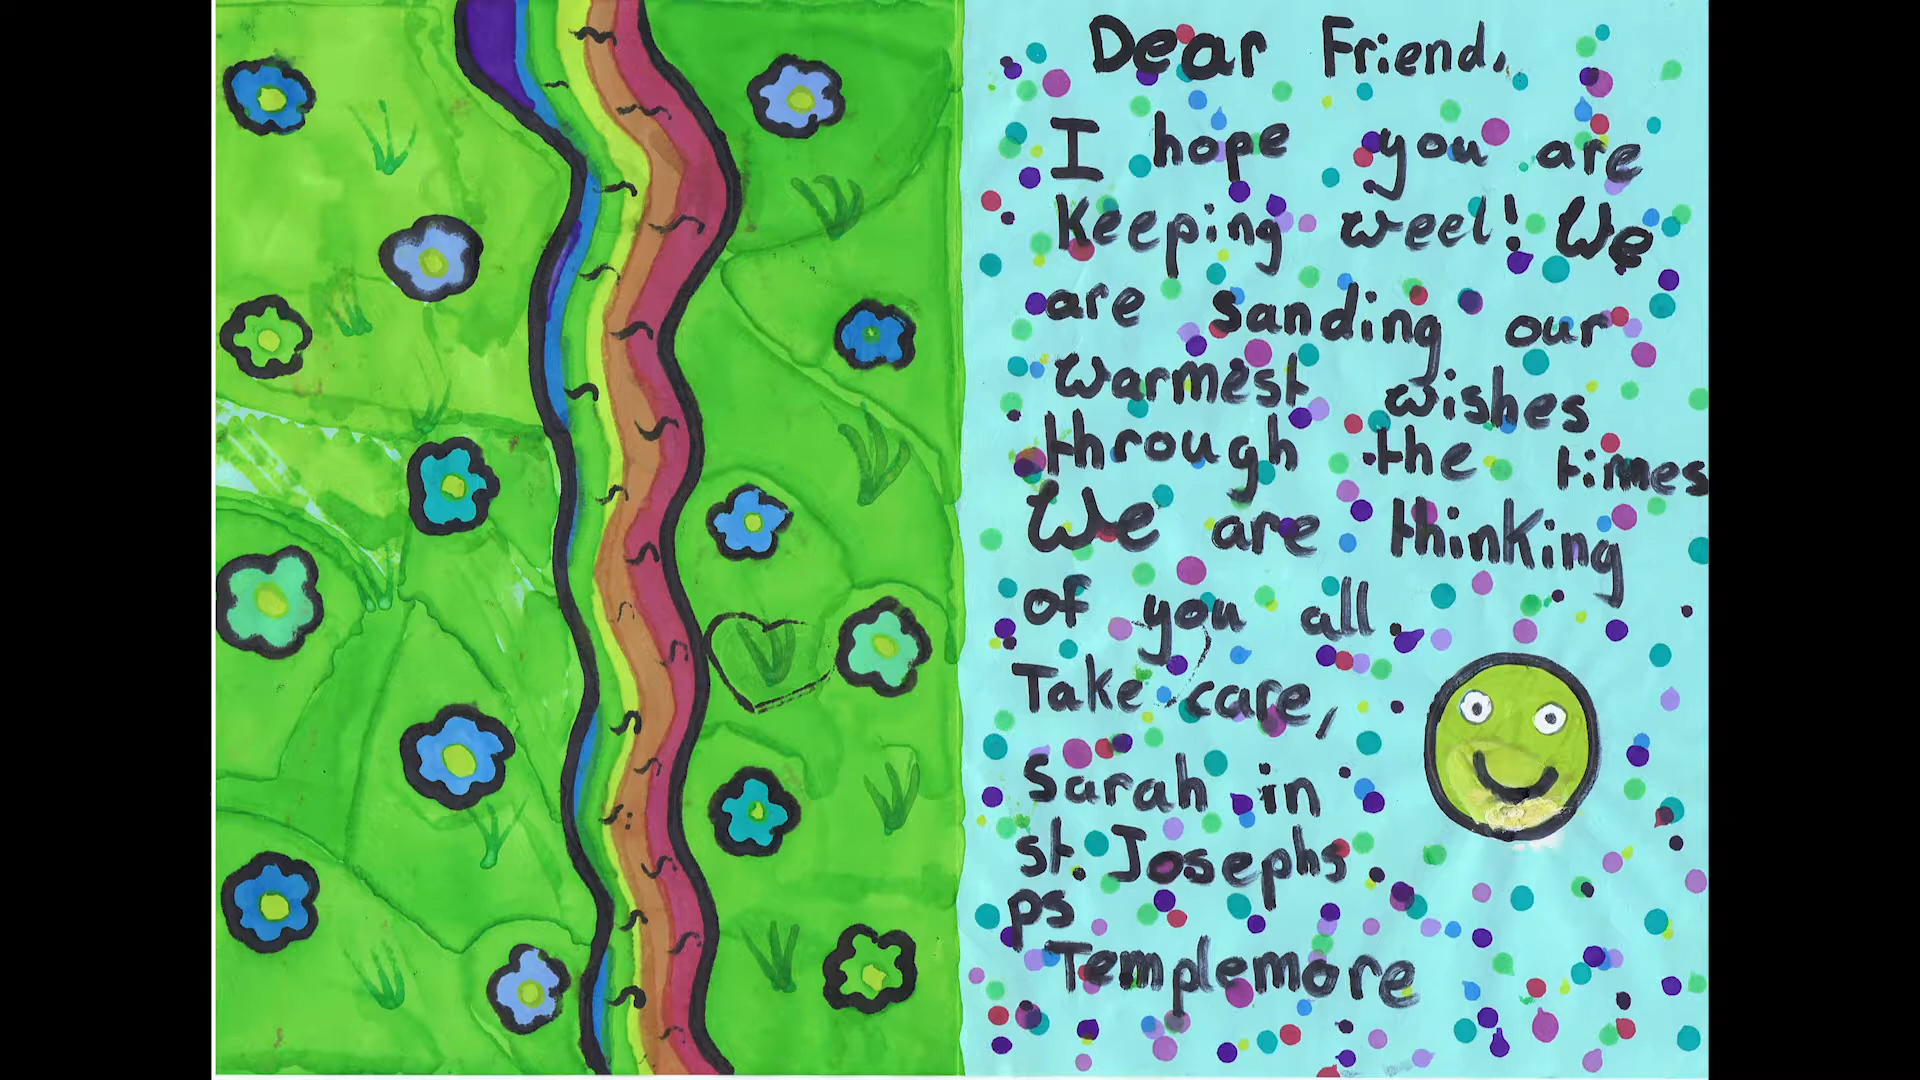 Dear Friend,
I hope you are
Keeping weel! We
are sanding our
warmest wishes
through the times
We are thinking
of you all.
Take care,
Sarah in
st. Josephs
ps
Templemore